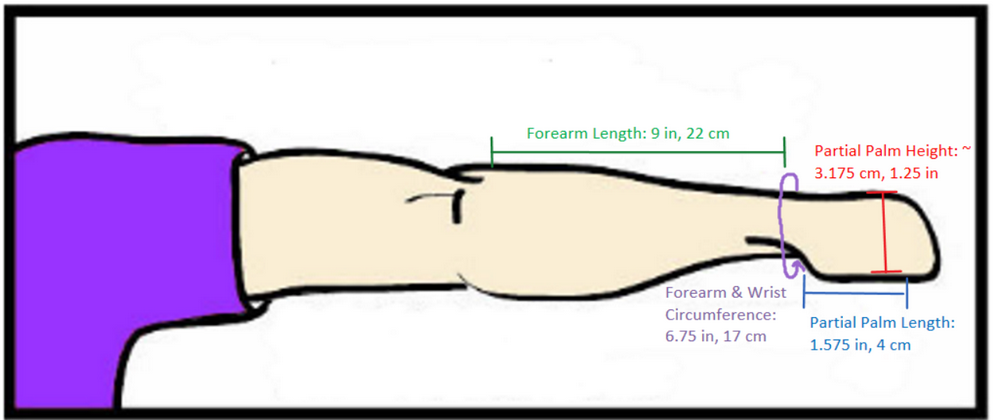 Forearm Length: 9 in, 22 cm
Partial Palm Height: ~
3.175 cm, 1.25 in
Forearm & Wrist
Circumference:
6.75 in, 17 cm
Partial Palm Length:
1.575 in, 4 cm